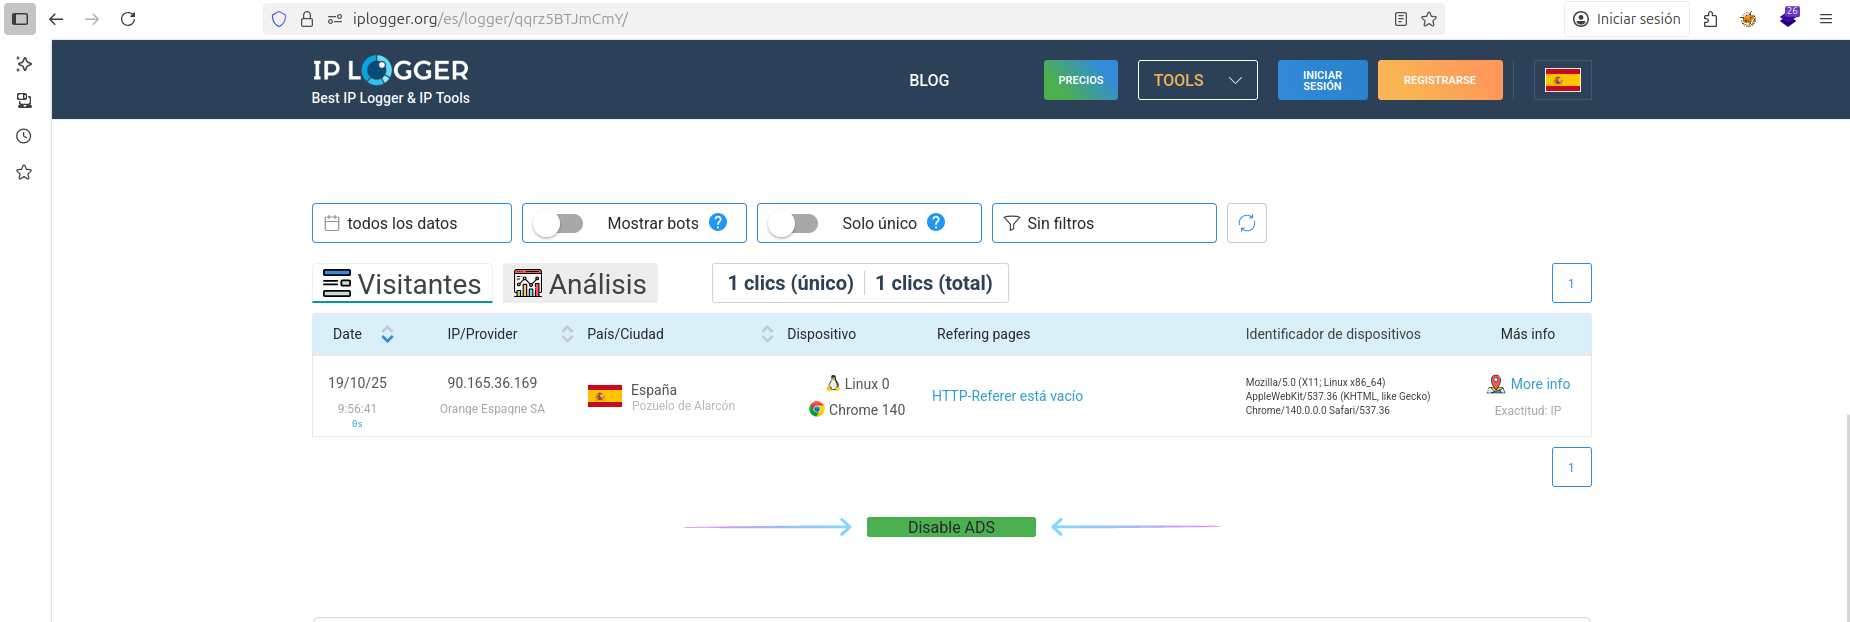 iplogger.org/es/logger/qqrz5BTJmCmY/
Iniciar sesión
26
IP LOGGER
Best IP Logger & IP Tools
BLOG
PRECIOS
TOOLS
INICIAR
SESIÓN
REGISTRARSE
todos los datos
Mostrar bots ?
Solo único ?
Sin filtros
Visitantes
Análisis
1 clics (único)
1 clics (total)
1
Date
IP/Provider
País/Ciudad
Dispositivo
Refering pages
Identificador de dispositivos
Más info
19/10/25
9:56:41
0s
90.165.36.169
Orange Espagne SA
España
Pozuelo de Alarcón
Linux 0
Chrome 140
HTTP-Referer está vacío
Mozilla/5.0 (X11; Linux x86_64)
AppleWebKit/537.36 (KHTML, like Gecko)
Chrome/140.0.0.0 Safari/537.36
More info
Exactitud: IP
1
Disable ADS